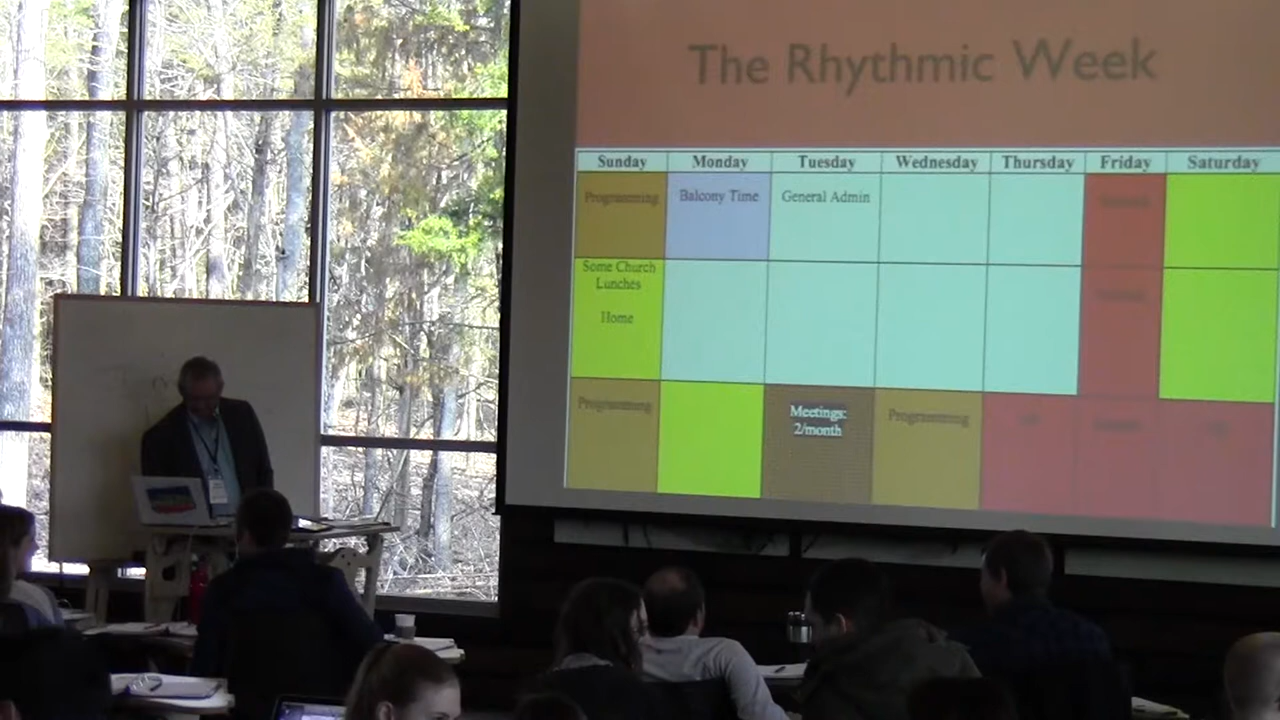 The Rhythmic Week
Sunday Monday Tuesday Wednesday Thursday Friday Saturday
Programming Balcony Time General Admin
Some Church
Lunches
Home
Programming Meetings: Programming
2/month